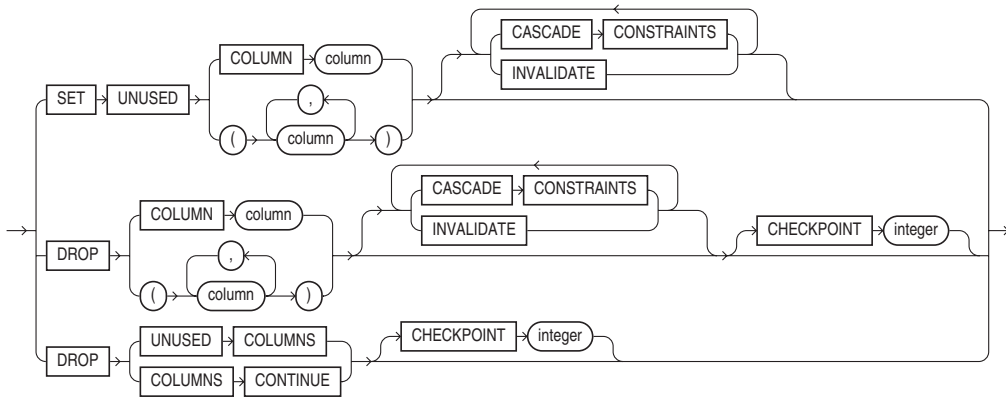 CASCADE CONSTRAINTS
COLUMN column
INVALIDATE
SET UNUSED
,
( column )
CASCADE CONSTRAINTS
COLUMN column
INVALIDATE
CHECKPOINT integer
DROP
,
( column )
UNUSED COLUMNS
CHECKPOINT integer
DROP
COLUMNS CONTINUE